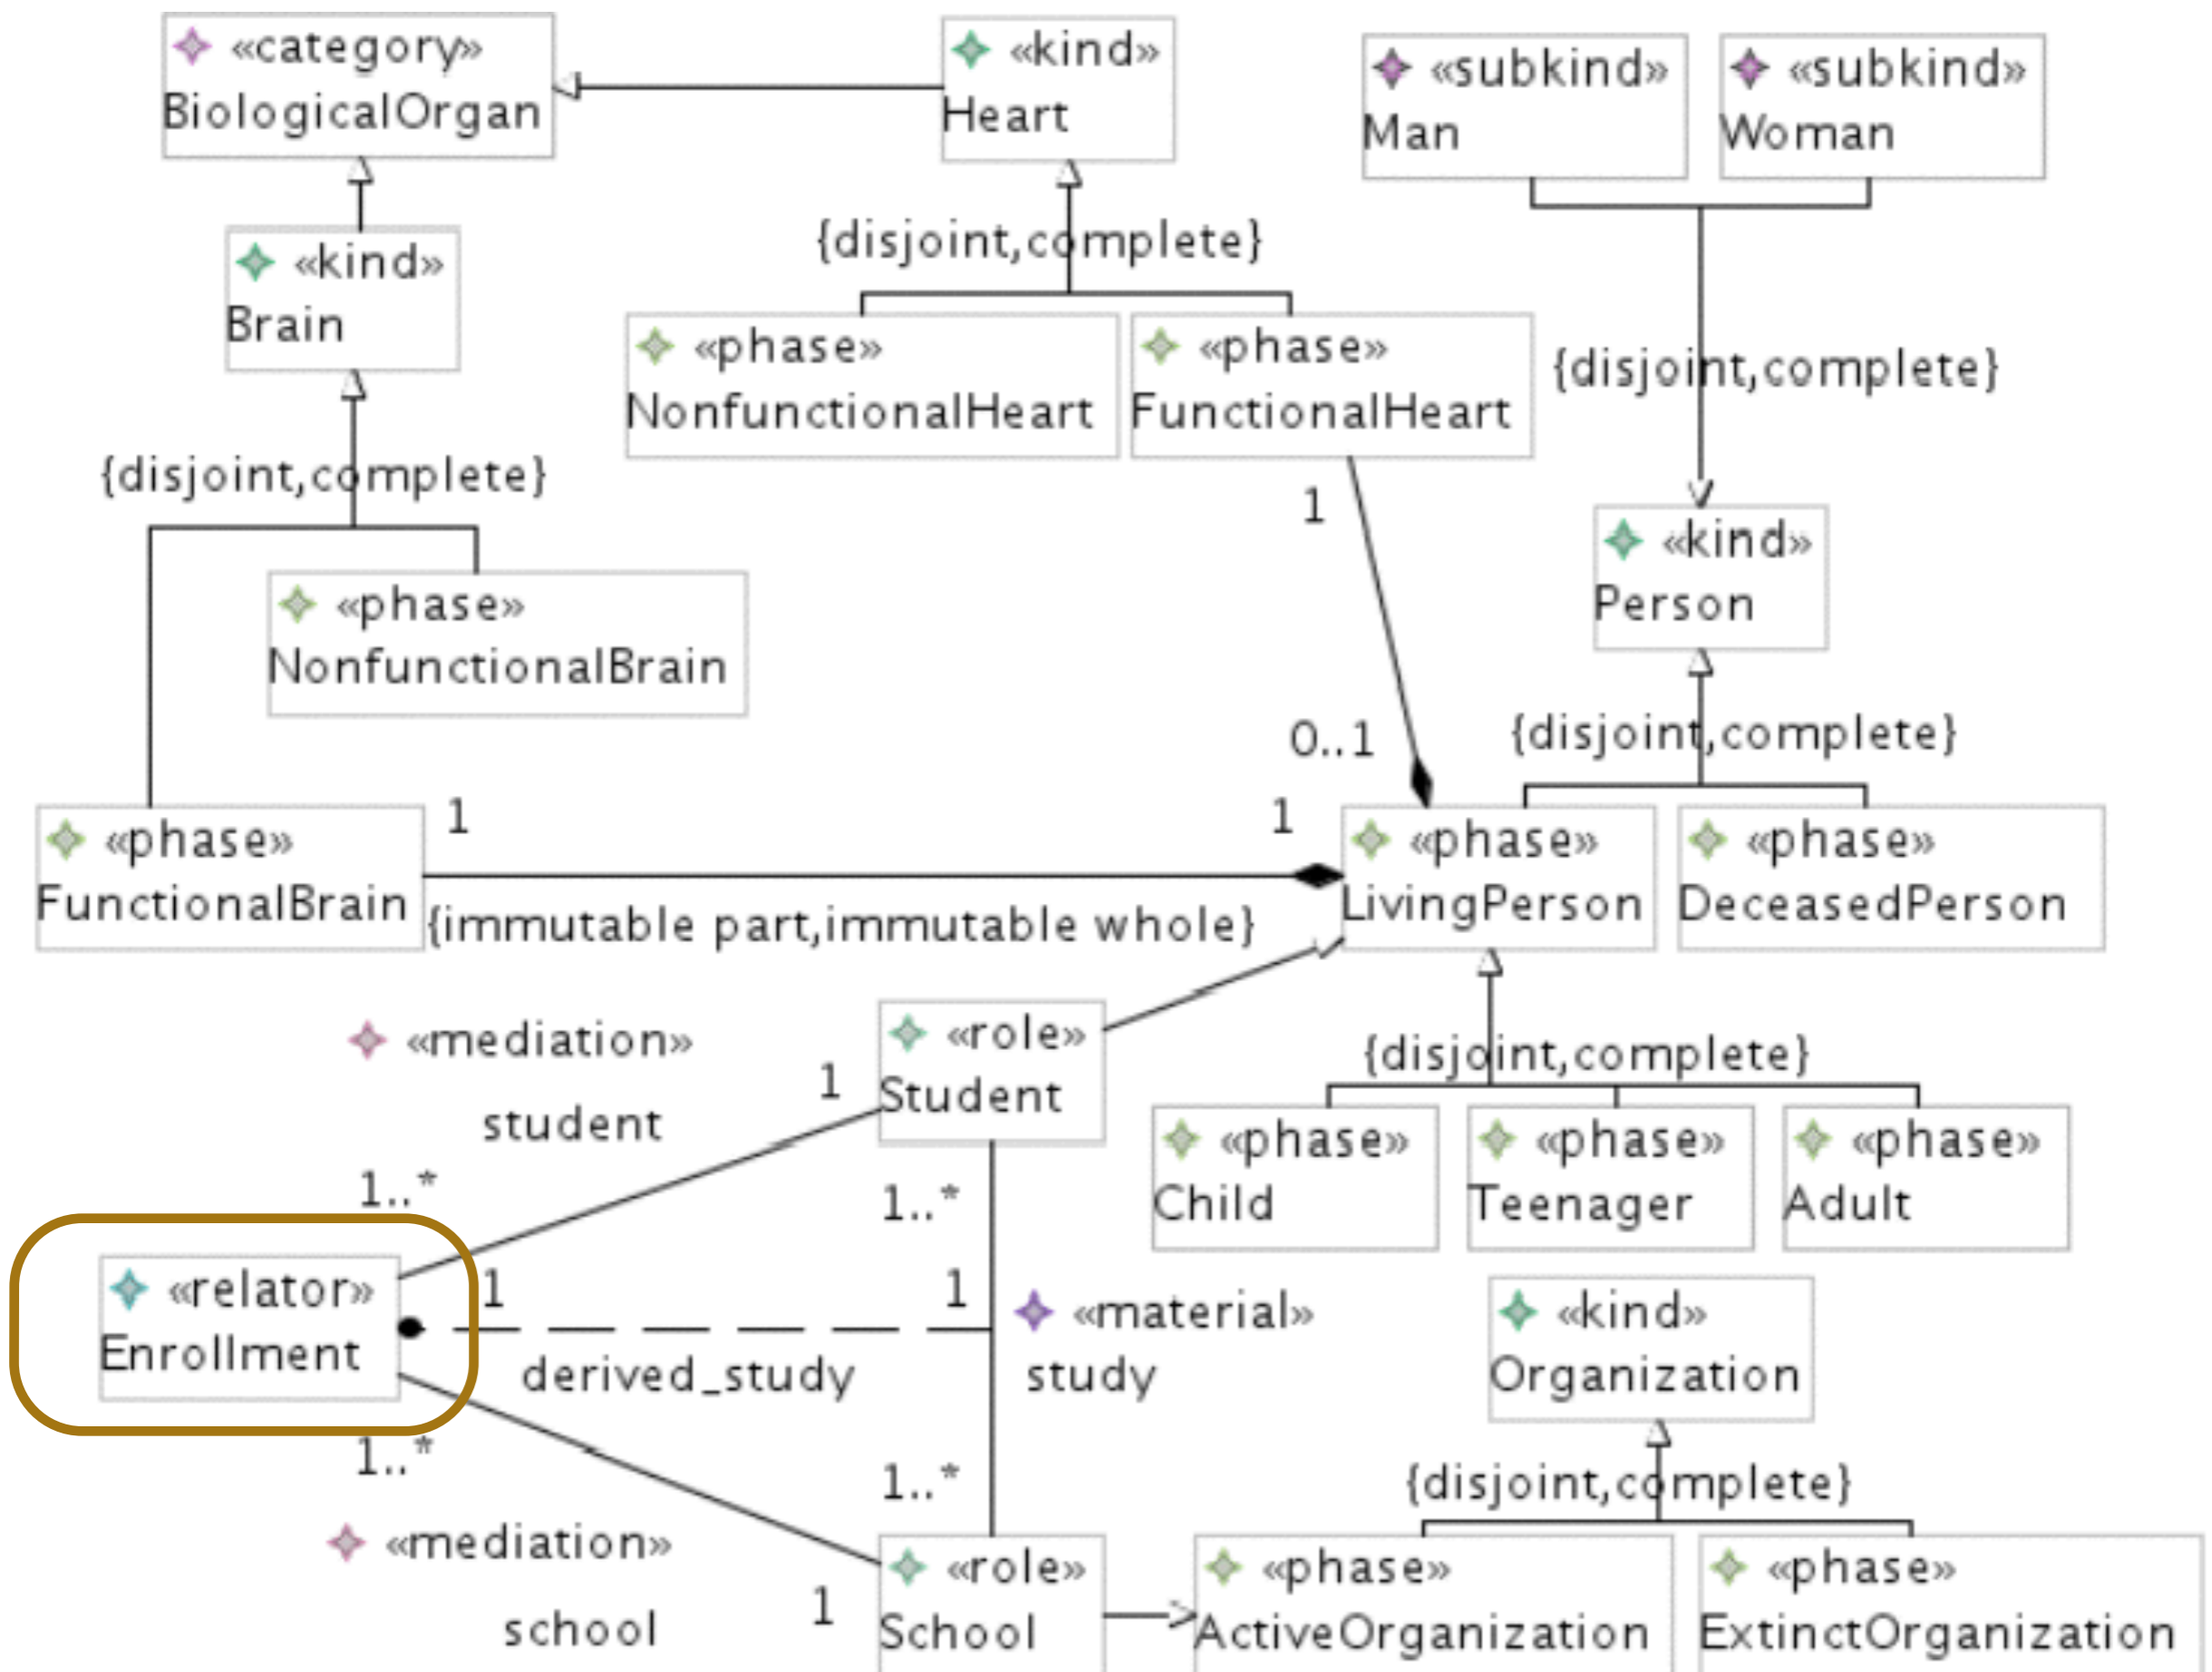 «category»
BiologicalOrgan
«kind»
Heart
«subkind»
Man
«subkind»
Woman
«kind»
Brain
{disjoint,complete}
«phase»
NonfunctionalHeart
«phase»
FunctionalHeart
{disjoint,complete}
{disjoint,complete}
1
«kind»
Person
«phase»
NonfunctionalBrain
0..1
{disjoint,complete}
«phase»
FunctionalBrain
1
1
{immutable part,immutable whole}
«phase»
LivingPerson
«phase»
DeceasedPerson
«mediation»
student
1
1..*
«role»
Student
{disjoint,complete}
«phase»
Child
«phase»
Teenager
«phase»
Adult
1..*
«relator»
Enrollment
1
1
derived_study
«material»
study
«kind»
Organization
1..*
1..*
{disjoint,complete}
«mediation»
school
1
«role»
School
«phase»
ActiveOrganization
«phase»
ExtinctOrganization